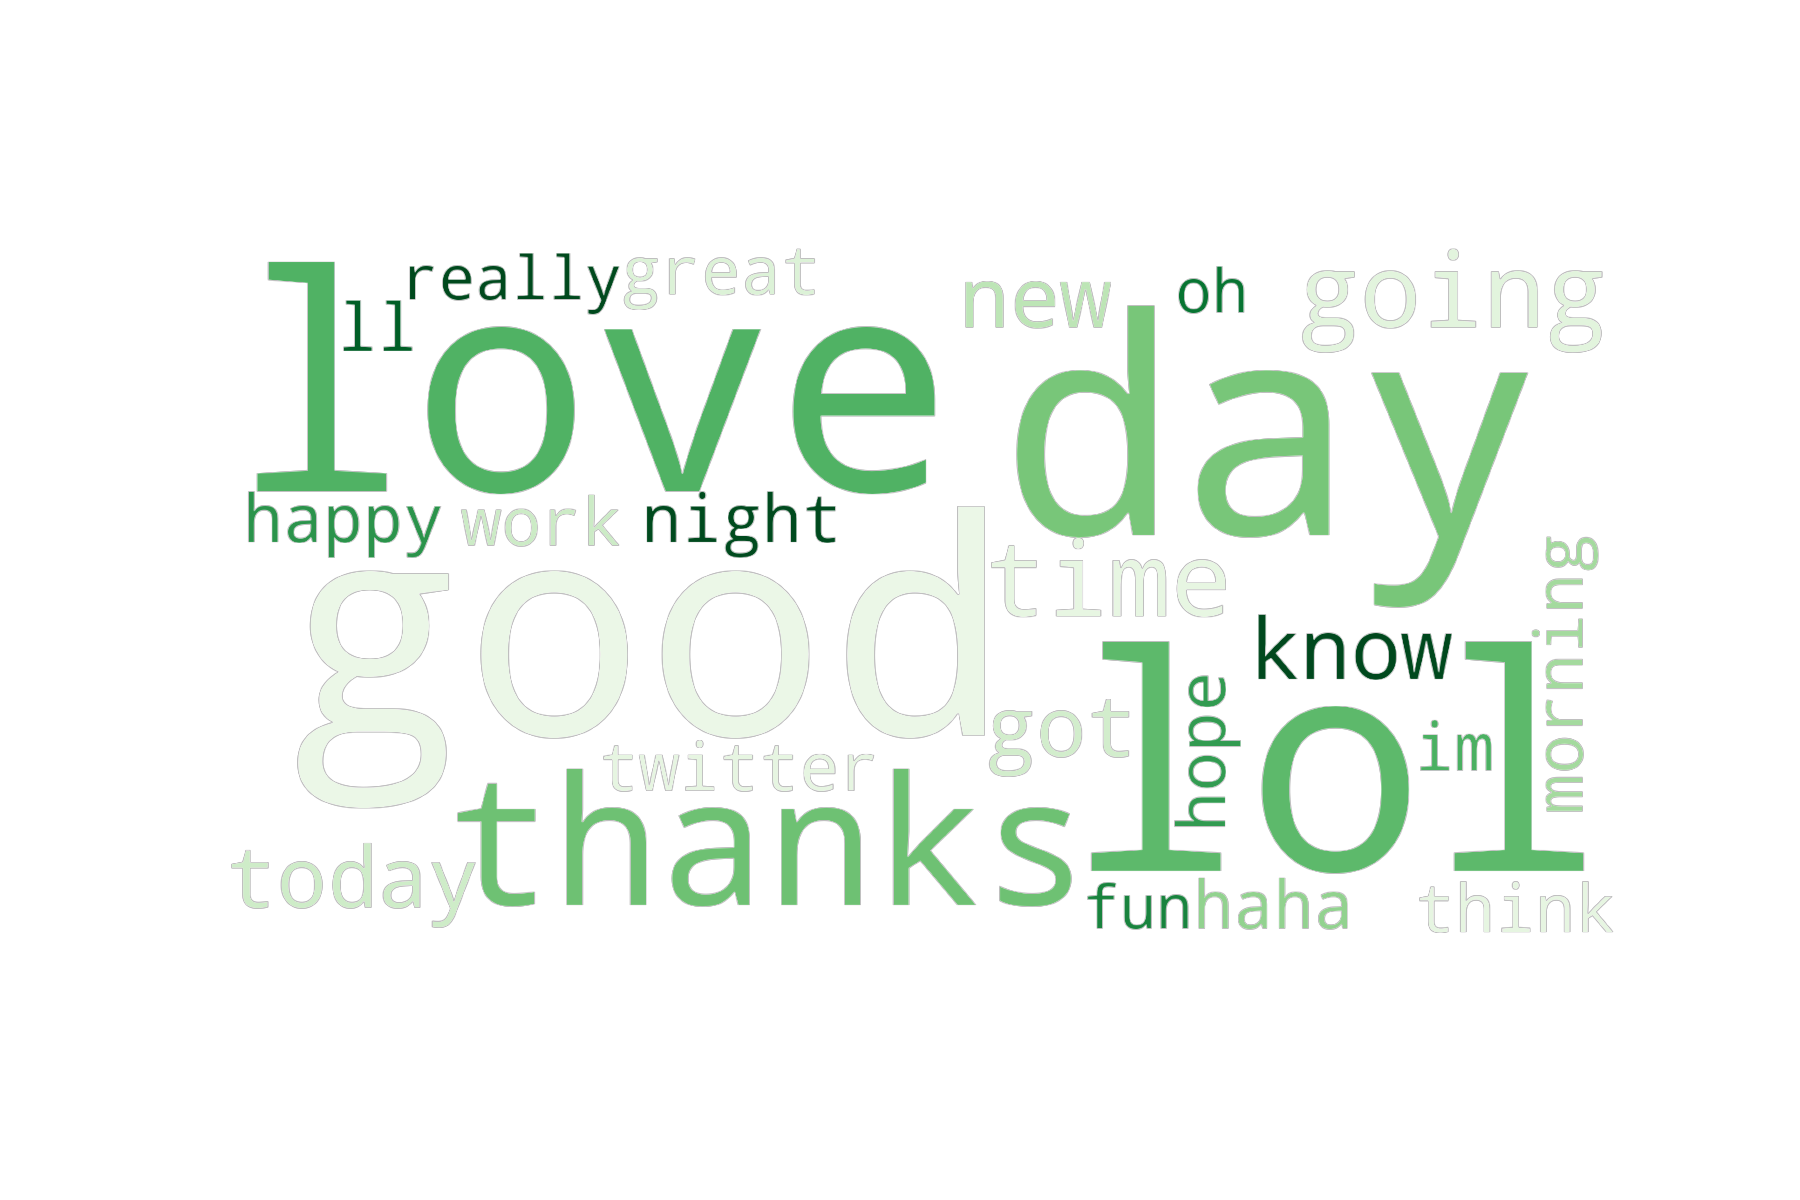 really great new oh going
ll
love day
happy work night
good time
know
morning
hope
got lol im
twitter
thanks
today
fun haha think